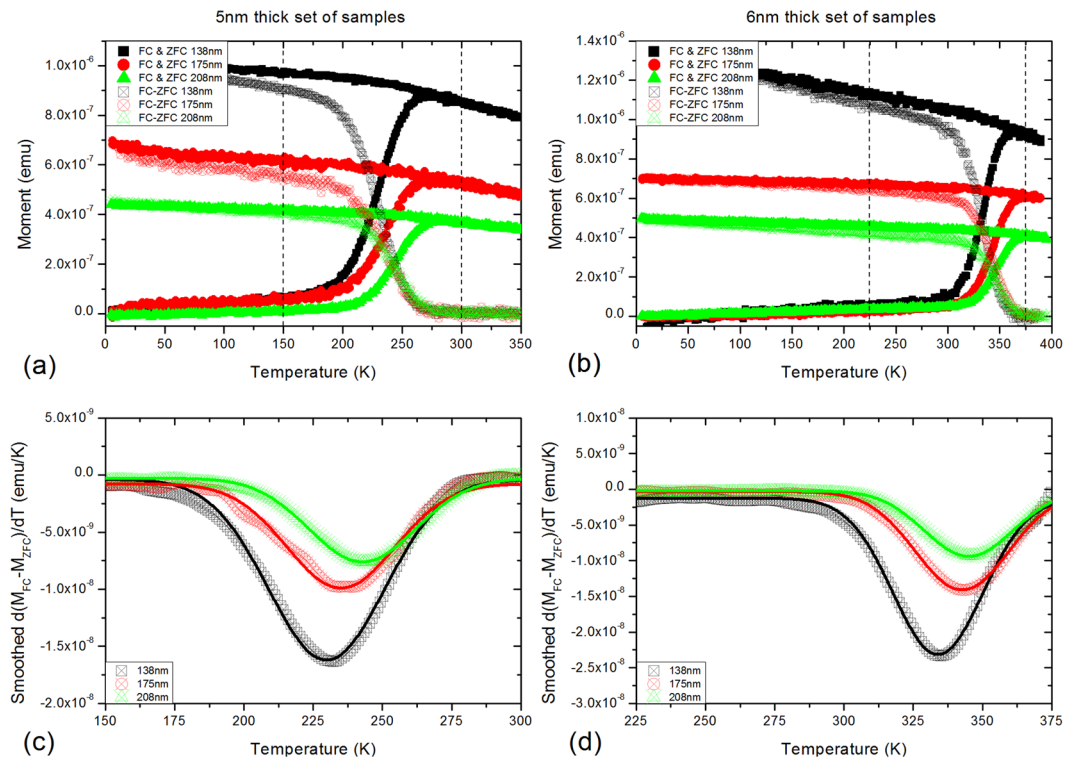 5nm thick set of samples
FC & ZFC 138nm
FC & ZFC 175nm
FC & ZFC 208nm
FC-ZFC 138nm
FC-ZFC 175nm
FC-ZFC 208nm
1.0x10⁻⁶
8.0x10⁻⁷
6.0x10⁻⁷
4.0x10⁻⁷
2.0x10⁻⁷
0.0
Moment (emu)
0 50 100 150 200 250 300 350
Temperature (K)
(a)
6nm thick set of samples
FC & ZFC 138nm
FC & ZFC 175nm
FC & ZFC 208nm
FC-ZFC 138nm
FC-ZFC 175nm
FC-ZFC 208nm
1.4x10⁻⁶
1.2x10⁻⁶
1.0x10⁻⁶
8.0x10⁻⁷
6.0x10⁻⁷
4.0x10⁻⁷
2.0x10⁻⁷
0.0
Moment (emu)
0 50 100 150 200 250 300 350 400
Temperature (K)
(b)
5.0x10⁻⁹
0.0
-5.0x10⁻⁹
-1.0x10⁻⁸
-1.5x10⁻⁸
-2.0x10⁻⁸
Smoothed d(M_FC-M_ZFC)/dT (emu/K)
138nm
175nm
208nm
150 175 200 225 250 275 300
Temperature (K)
(c)
1.0x10⁻⁸
5.0x10⁻⁹
0.0
-5.0x10⁻⁹
-1.0x10⁻⁸
-1.5x10⁻⁸
-2.0x10⁻⁸
-2.5x10⁻⁸
-3.0x10⁻⁸
Smoothed d(M_FC-M_ZFC)/dT (emu/K)
138nm
175nm
208nm
225 250 275 300 325 350 375
Temperature (K)
(d)